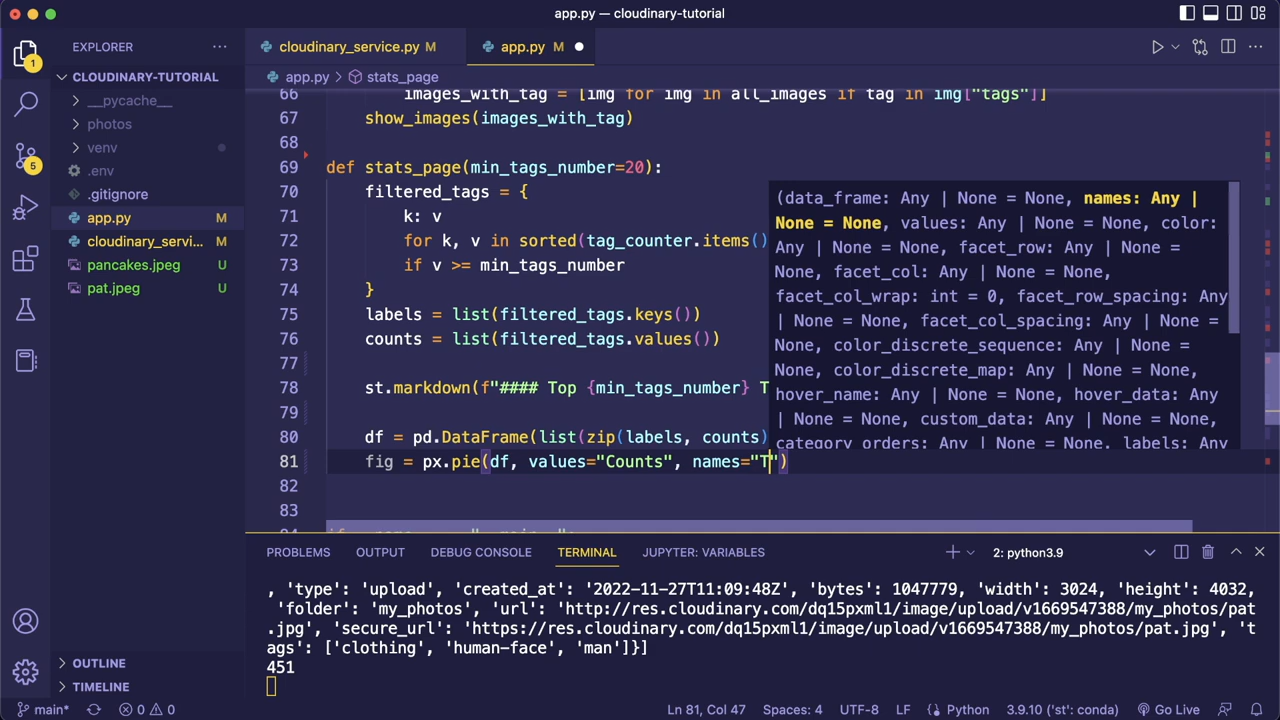 app.py — cloudinary-tutorial
EXPLORER
cloudinary_service.py M
app.py M
CLOUDINARY-TUTORIAL
app.py > stats_page
__pycache__
photos
venv
.env
.gitignore
app.py M
cloudinary_servi... M
pancakes.jpeg U
pat.jpeg U
1
5
66 images_with_tag = [img for img in all_images if tag in img["tags"]]
67 show_images(images_with_tag)
68
69 def stats_page(min_tags_number=20):
70 filtered_tags = {
71 k: v
72 for k, v in sorted(tag_counter.items()
73 if v >= min_tags_number
74 }
75 labels = list(filtered_tags.keys())
76 counts = list(filtered_tags.values())
77
78 st.markdown(f"#### Top {min_tags_number} T
79
80 df = pd.DataFrame(list(zip(labels, counts)
81 fig = px.pie(df, values="Counts", names="T")
82
83
(data_frame: Any | None = None, names: Any |
None = None, values: Any | None = None, color:
Any | None = None, facet_row: Any | None =
None, facet_col: Any | None = None,
facet_col_wrap: int = 0, facet_row_spacing: Any
| None = None, facet_col_spacing: Any | None =
None, color_discrete_sequence: Any | None =
None, color_discrete_map: Any | None = None,
hover_name: Any | None = None, hover_data: Any
| None = None, custom_data: Any | None = None,
category_orders: Any | None = None, labels: Any
PROBLEMS OUTPUT DEBUG CONSOLE TERMINAL JUPYTER: VARIABLES 2: python3.9
, 'type': 'upload', 'created_at': '2022-11-27T11:09:48Z', 'bytes': 1047779, 'width': 3024, 'height': 4032,
'folder': 'my_photos', 'url': 'http://res.cloudinary.com/dq15pxml1/image/upload/v1669547388/my_photos/pat
.jpg', 'secure_url': 'https://res.cloudinary.com/dq15pxml1/image/upload/v1669547388/my_photos/pat.jpg', 't
ags': ['clothing', 'human-face', 'man']}]
451
OUTLINE
TIMELINE
main* 0 0 Ln 81, Col 47 Spaces: 4 UTF-8 LF Python 3.9.10 ('st': conda) Go Live